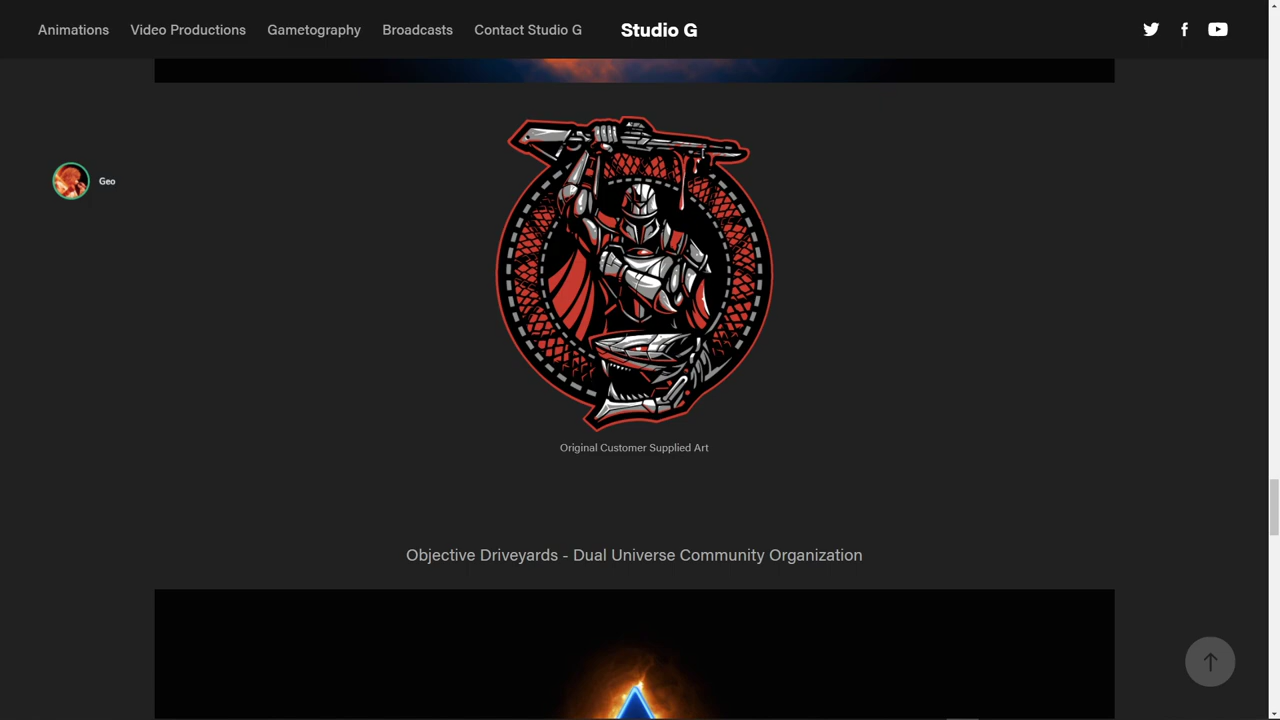 Animations Video Productions Gametography Broadcasts Contact Studio G Studio G
Geo
Original Customer Supplied Art
Objective Driveyards - Dual Universe Community Organization